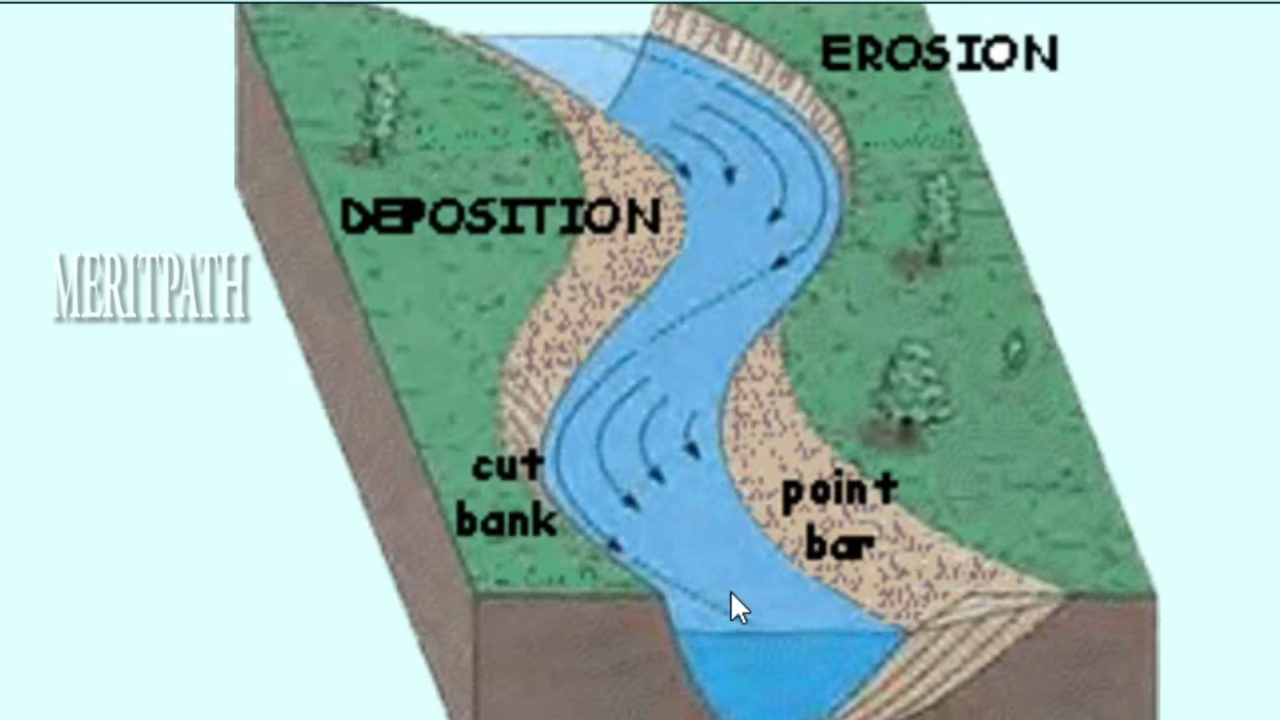 EROSION
DEPOSITION
MERITPATH
cut
bank
point
bar